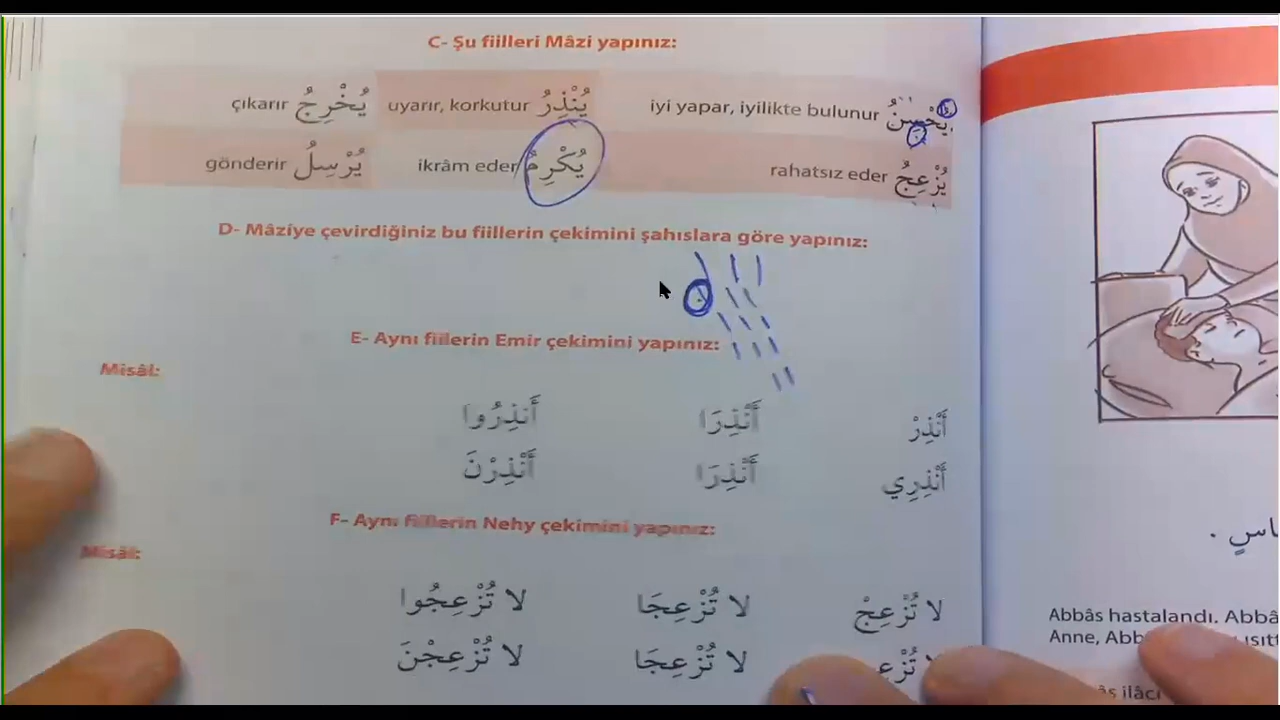 C- Şu fiilleri Mâzi yapınız:
يُحْسِنُ iyi yapar, iyilikte bulunur يُنْذِرُ uyarır, korkutur يُخْرِجُ çıkarır
يُزْعِجُ rahatsız eder يُكْرِمُ ikrâm eder يُرْسِلُ gönderir
D- Mâziye çevirdiğiniz bu fiillerin çekimini şahıslara göre yapınız:
E- Aynı fiilerin Emir çekimini yapınız:
Misâl:
أَنْذِرْ أَنْذِرَا أَنذِرُوا
أَنْذِرِي أَنْذِرَا أَنْذِرْنَ
F- Aynı fiillerin Nehy çekimini yapınız:
Misâl:
لا تُزْعِجْ لا تُزْعِجَا لا تُزْعِجُوا
لا تُزْعِجَا لا تُزْعِجْنَ
Abbâs hastalandı.
Anne,
ilâcı